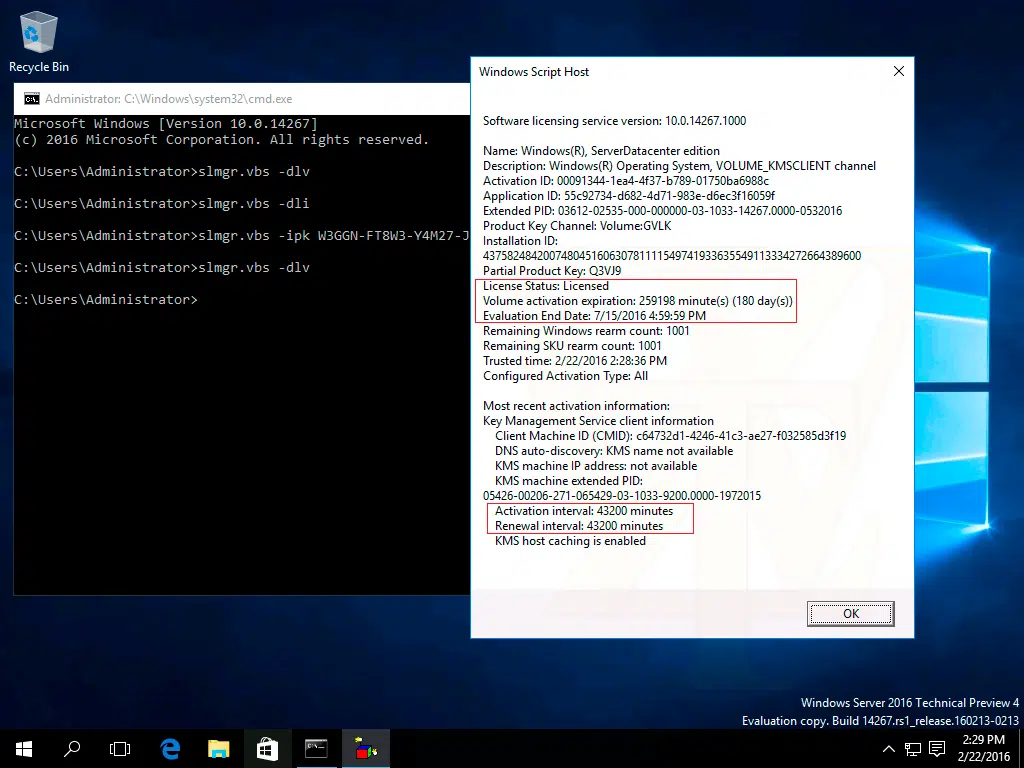 Recycle Bin
Administrator: C:\Windows\system32\cmd.exe
Microsoft Windows [Version 10.0.14267]
(c) 2016 Microsoft Corporation. All rights reserved.
C:\Users\Administrator>slmgr.vbs -dlv
C:\Users\Administrator>slmgr.vbs -dli
C:\Users\Administrator>slmgr.vbs -ipk W3GGN-FT8W3-Y4M27-J
C:\Users\Administrator>slmgr.vbs -dlv
C:\Users\Administrator>
Windows Script Host
Software licensing service version: 10.0.14267.1000
Name: Windows(R), ServerDatacenter edition
Description: Windows(R) Operating System, VOLUME_KMSCLIENT channel
Activation ID: 00091344-1ea4-4f37-b789-01750ba6988c
Application ID: 55c92734-d682-4d71-983e-d6ec3f16059f
Extended PID: 03612-02535-000-000000-03-1033-14267.0000-0532016
Product Key Channel: Volume:GVLK
Installation ID:
437582484200748045160630781111549741933635549113334272664389600
Partial Product Key: Q3VJ9
License Status: Licensed
Volume activation expiration: 259198 minute(s) (180 day(s))
Evaluation End Date: 7/15/2016 4:59:59 PM
Remaining Windows rearm count: 1001
Remaining SKU rearm count: 1001
Trusted time: 2/22/2016 2:28:36 PM
Configured Activation Type: All
Most recent activation information:
Key Management Service client information
Client Machine ID (CMID): c64732d1-4246-41c3-ae27-f032585d3f19
DNS auto-discovery: KMS name not available
KMS machine IP address: not available
KMS machine extended PID:
05426-00206-271-065429-03-1033-9200.0000-1972015
Activation interval: 43200 minutes
Renewal interval: 43200 minutes
KMS host caching is enabled
OK
Windows Server 2016 Technical Preview 4
Evaluation copy. Build 14267.rs1_release.160213-0213
2:29 PM
2/22/2016